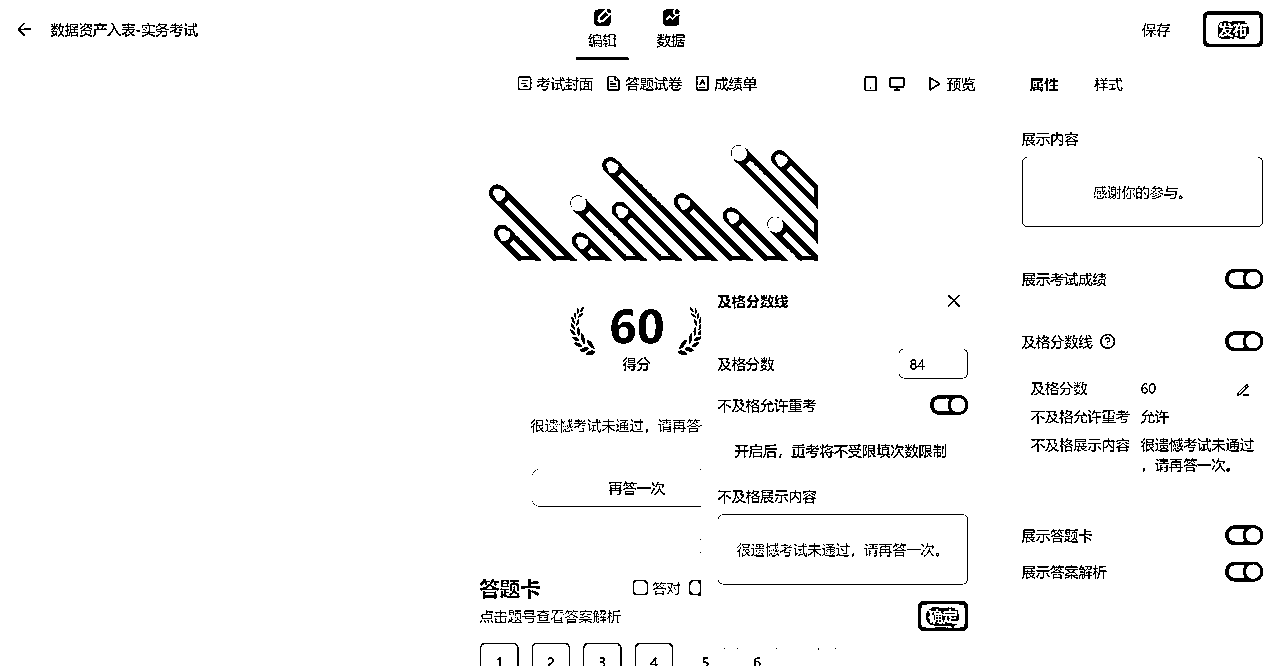 数据资产入表-实务考试
编辑
数据
保存
发布
考试封面
答题试卷
成绩单
预览
属性
样式
展示内容
感谢你的参与。
展示考试成绩
及格分数线
及格分数 60
不及格允许重考 允许
不及格展示内容 很遗憾考试未通过
，请再答一次。
展示答题卡
展示答案解析
60
得分
很遗憾考试未通过，请再答
再答一次
答题卡
答对
点击题号查看答案解析
1 2 3 4 5 6
及格分数线
及格分数 84
不及格允许重考
开启后，重考将不受限填次数限制
不及格展示内容
很遗憾考试未通过，请再答一次。
确定